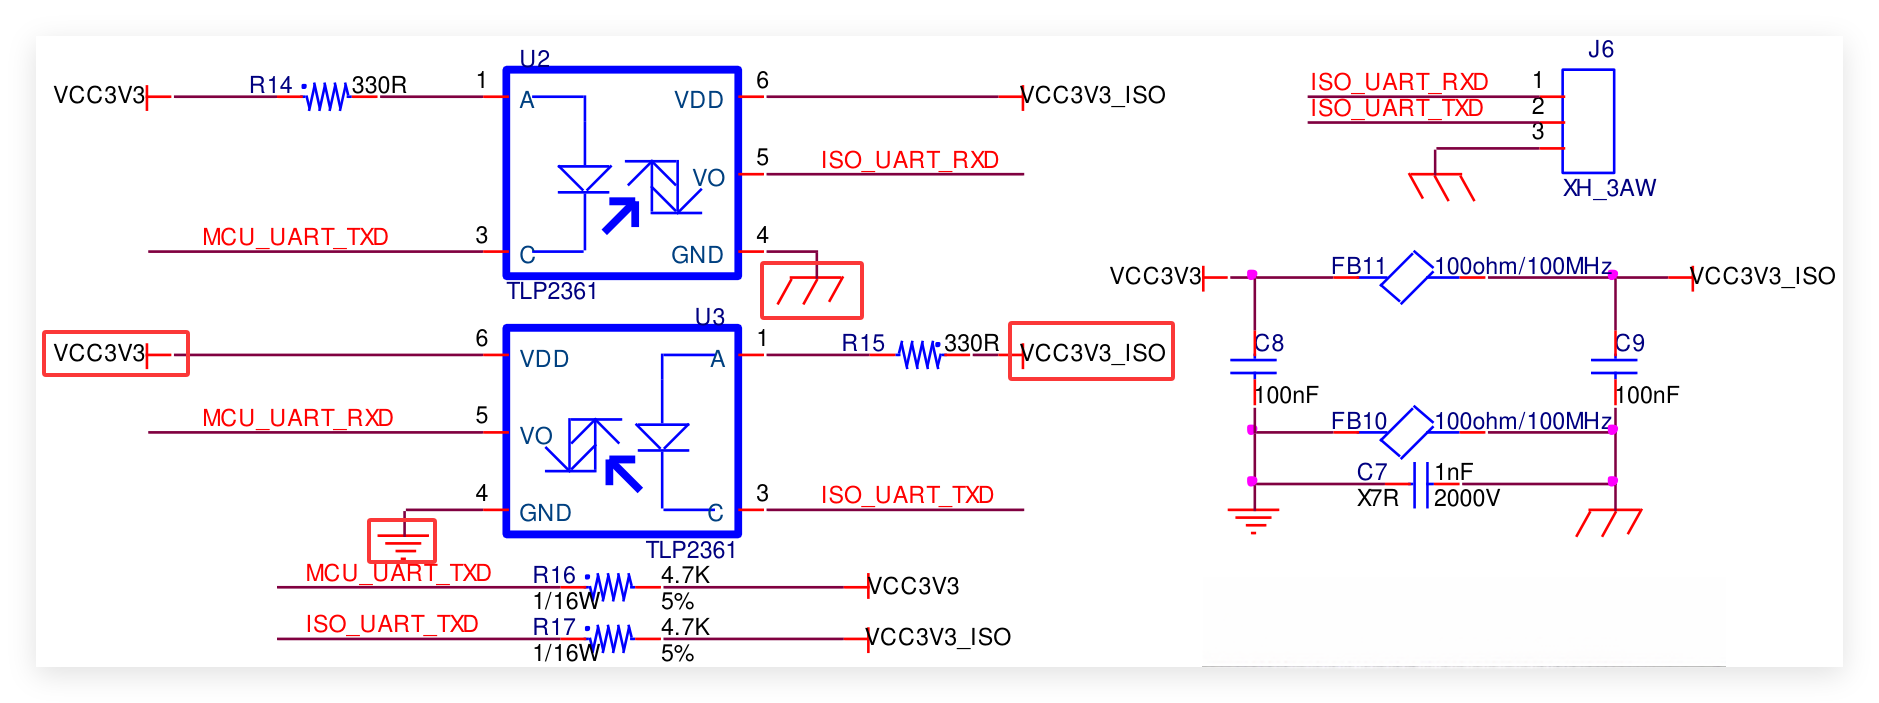 U2
VCC3V3
R14
330R
1
A
VDD
6
VCC3V3_ISO
VO
5
ISO_UART_RXD
MCU_UART_TXD
3
C
GND
4
TLP2361
U3
VCC3V3
6
VDD
A
1
R15
330R
VCC3V3_ISO
MCU_UART_RXD
5
VO
4
GND
C
3
ISO_UART_TXD
TLP2361
MCU_UART_TXD
R16
4.7K
VCC3V3
1/16W
5%
ISO_UART_TXD
R17
4.7K
VCC3V3_ISO
1/16W
5%
J6
ISO_UART_RXD
1
ISO_UART_TXD
2
3
XH_3AW
VCC3V3
FB11
100ohm/100MHz
VCC3V3_ISO
C8
C9
100nF
100nF
FB10
100ohm/100MHz
C7
1nF
X7R
2000V